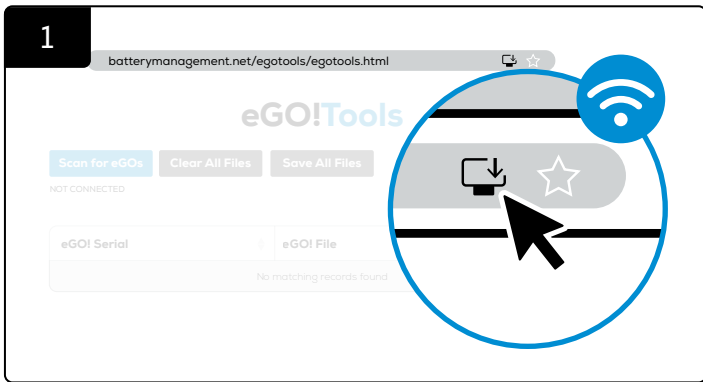 1
batterymanagement.net/egotools/egotools.html
eGO!Tools
Scan for eGOs Clear All Files Save All Files
NOT CONNECTED
eGO! Serial eGO! File
No matching records found